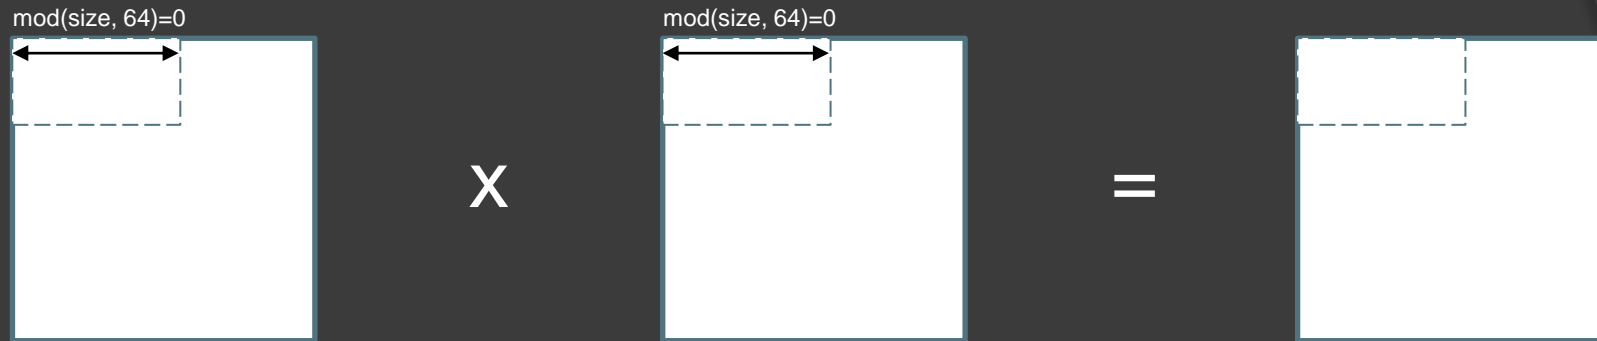 mod(size, 64)=0 mod(size, 64)=0
x =